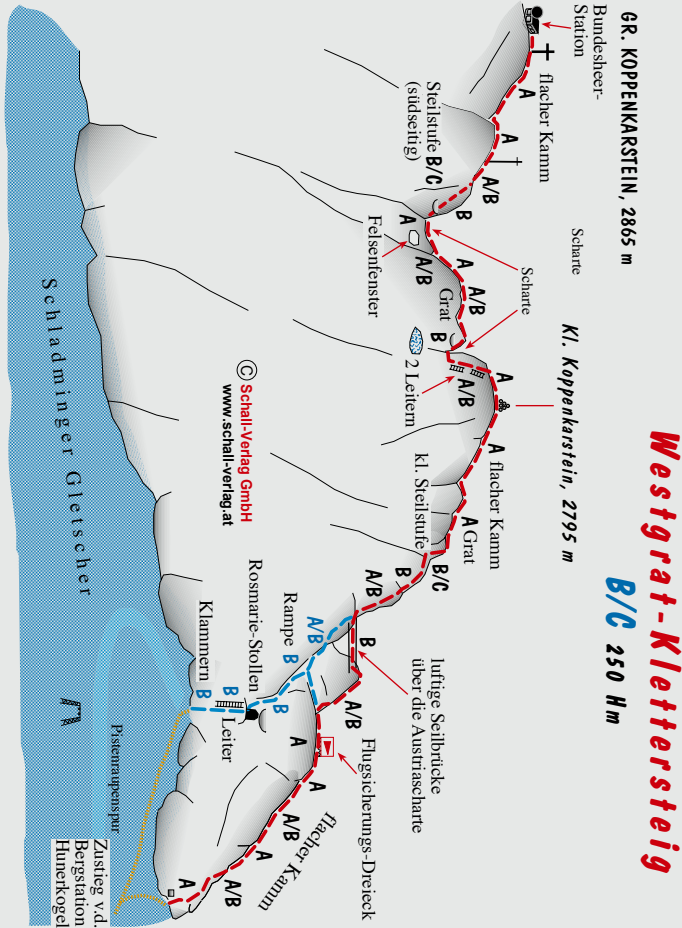 Westgrat-Klettersteig
B/C 250 Hm
GR. KOPPENKARSTEIN, 2865 m
Kl. Koppenkarstein, 2795 m
Bundesheer-
Station
flacher Kamm
A
A
A/B
Steilstufe B/C
(südseitig)
B
A
Felsenfenster
Scharte
Scharte
A
A/B
A/B
Grat
B
2 Leitern
A/B
A
A
flacher Kamm
kl. Steilstufe
A
Grat
B/C
B
A/B
B
luftige Seilbrücke
über die Austriascharte
A/B
Flugsicherungs-Dreieck
A/B
Rampe
B
Rosmarie-Stollen
B
B
Leiter
Klammern
B
A
A
A/B
flacher Kamm
A
A/B
A
© Schall-Verlag GmbH
www.schall-verlag.at
Schladminger Gletscher
Pistenraupenspur
Zustieg v.d.
Bergstation
Hunerkogel